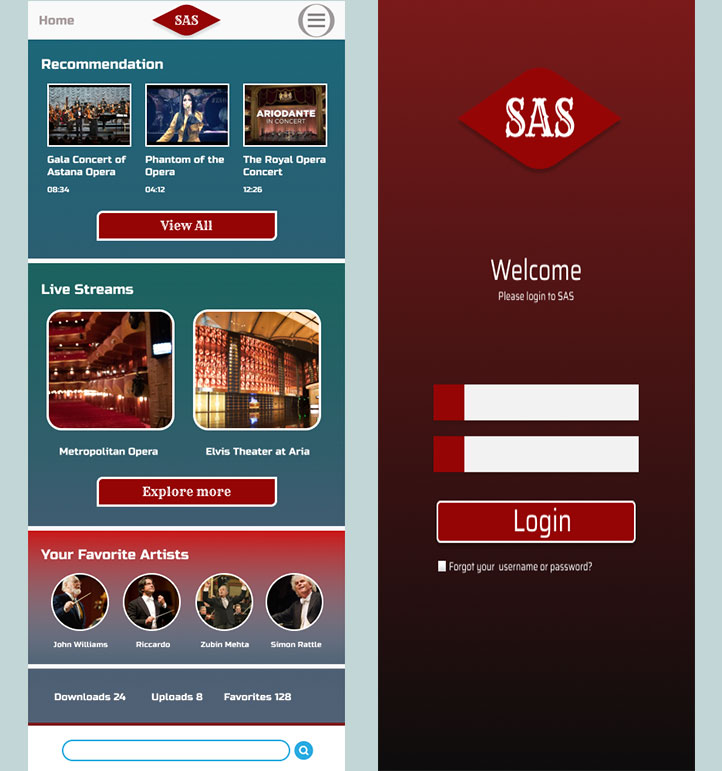 Home
SAS
Recommendation
ARIODANTE
IN CONCERT
Gala Concert of
Astana Opera
08:34
Phantom of the
Opera
04:12
The Royal Opera
Concert
12:26
View All
Live Streams
Metropolitan Opera
Elvis Theater at Aria
Explore more
Your Favorite Artists
John Williams
Riccardo
Zubin Mehta
Simon Rattle
Downloads 24
Uploads 8
Favorites 128
SAS
Welcome
Please login to SAS
Login
Forgot your username or password?